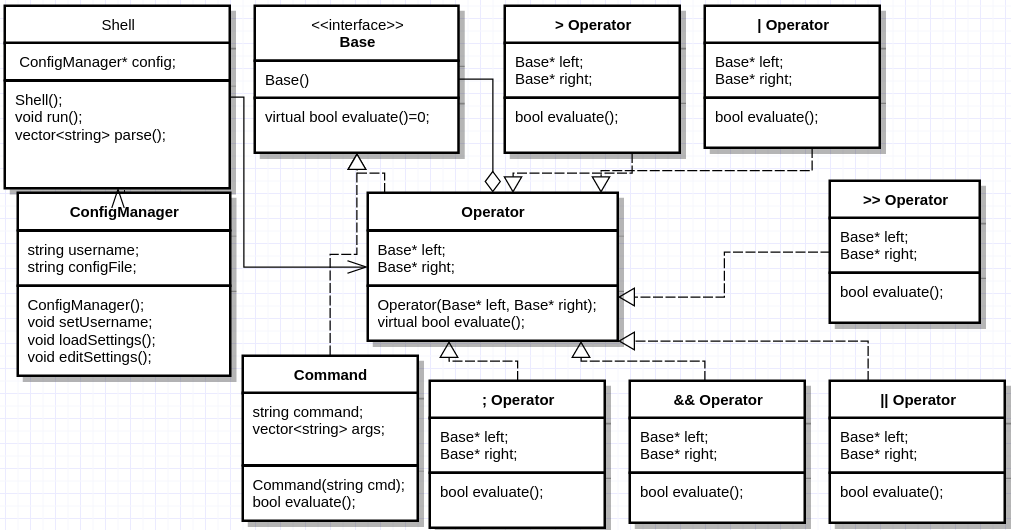 Shell
ConfigManager* config;
Shell();
void run();
vector<string> parse();
<<interface>>
Base
Base()
virtual bool evaluate()=0;
> Operator
Base* left;
Base* right;
bool evaluate();
| Operator
Base* left;
Base* right;
bool evaluate();
ConfigManager
string username;
string configFile;
ConfigManager();
void setUsername;
void loadSettings();
void editSettings();
Operator
Base* left;
Base* right;
Operator(Base* left, Base* right);
virtual bool evaluate();
>> Operator
Base* left;
Base* right;
bool evaluate();
Command
string command;
vector<string> args;
Command(string cmd);
bool evaluate();
; Operator
Base* left;
Base* right;
bool evaluate();
&& Operator
Base* left;
Base* right;
bool evaluate();
|| Operator
Base* left;
Base* right;
bool evaluate();